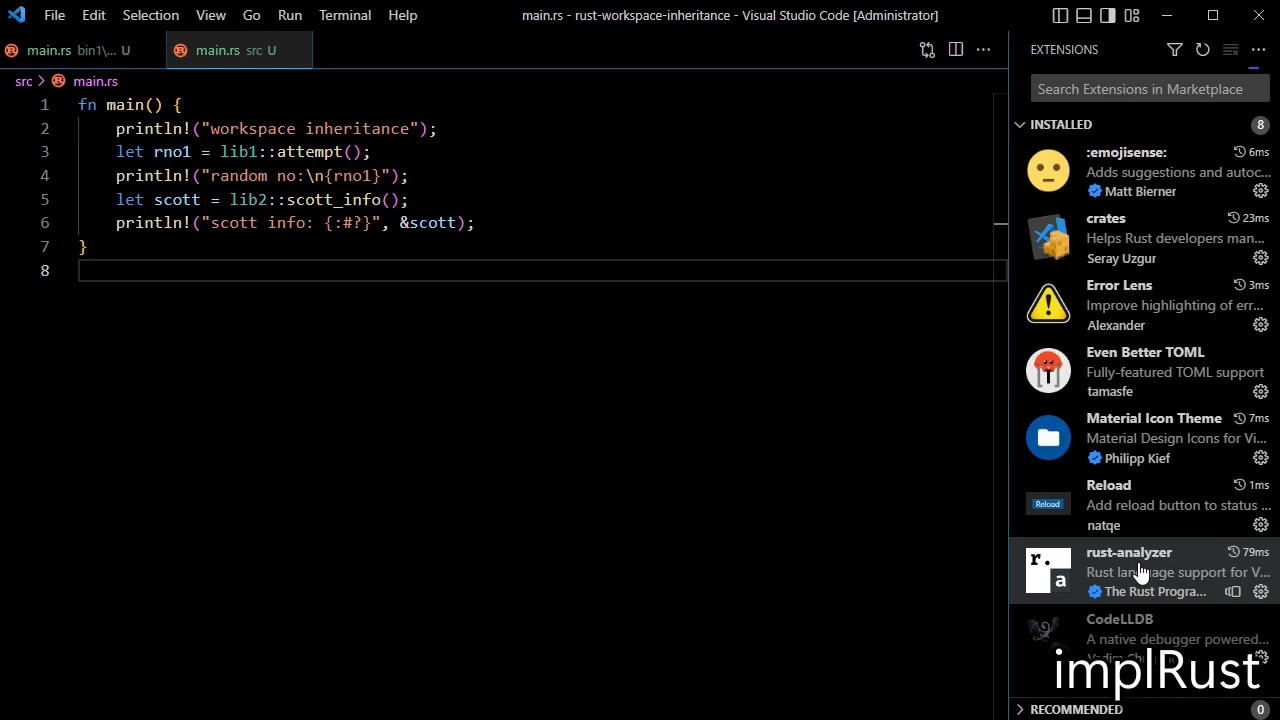 File Edit Selection View Go Run Terminal Help main.rs - rust-workspace-inheritance - Visual Studio Code [Administrator]
main.rs bin1\... U main.rs src U
src > main.rs
1 fn main() {
2 println!("workspace inheritance");
3 let rno1 = lib1::attempt();
4 println!("random no:\n{rno1}");
5 let scott = lib2::scott_info();
6 println!("scott info: {:#?}", &scott);
7 }
8
EXTENSIONS
Search Extensions in Marketplace
INSTALLED 8
:emojisense: 6ms
Adds suggestions and autoc...
Matt Bierner
crates 23ms
Helps Rust developers man...
Seray Uzgur
Error Lens 3ms
Improve highlighting of err...
Alexander
Even Better TOML
Fully-featured TOML support
tamasfe
Material Icon Theme 7ms
Material Design Icons for Vi...
Philipp Kief
Reload 1ms
Reload
Add reload button to status ...
natqe
r. a
rust-analyzer 79ms
Rust language support for V...
The Rust Progra...
CodeLLDB
A native debugger powered...
Vadim
implRust
RECOMMENDED 0